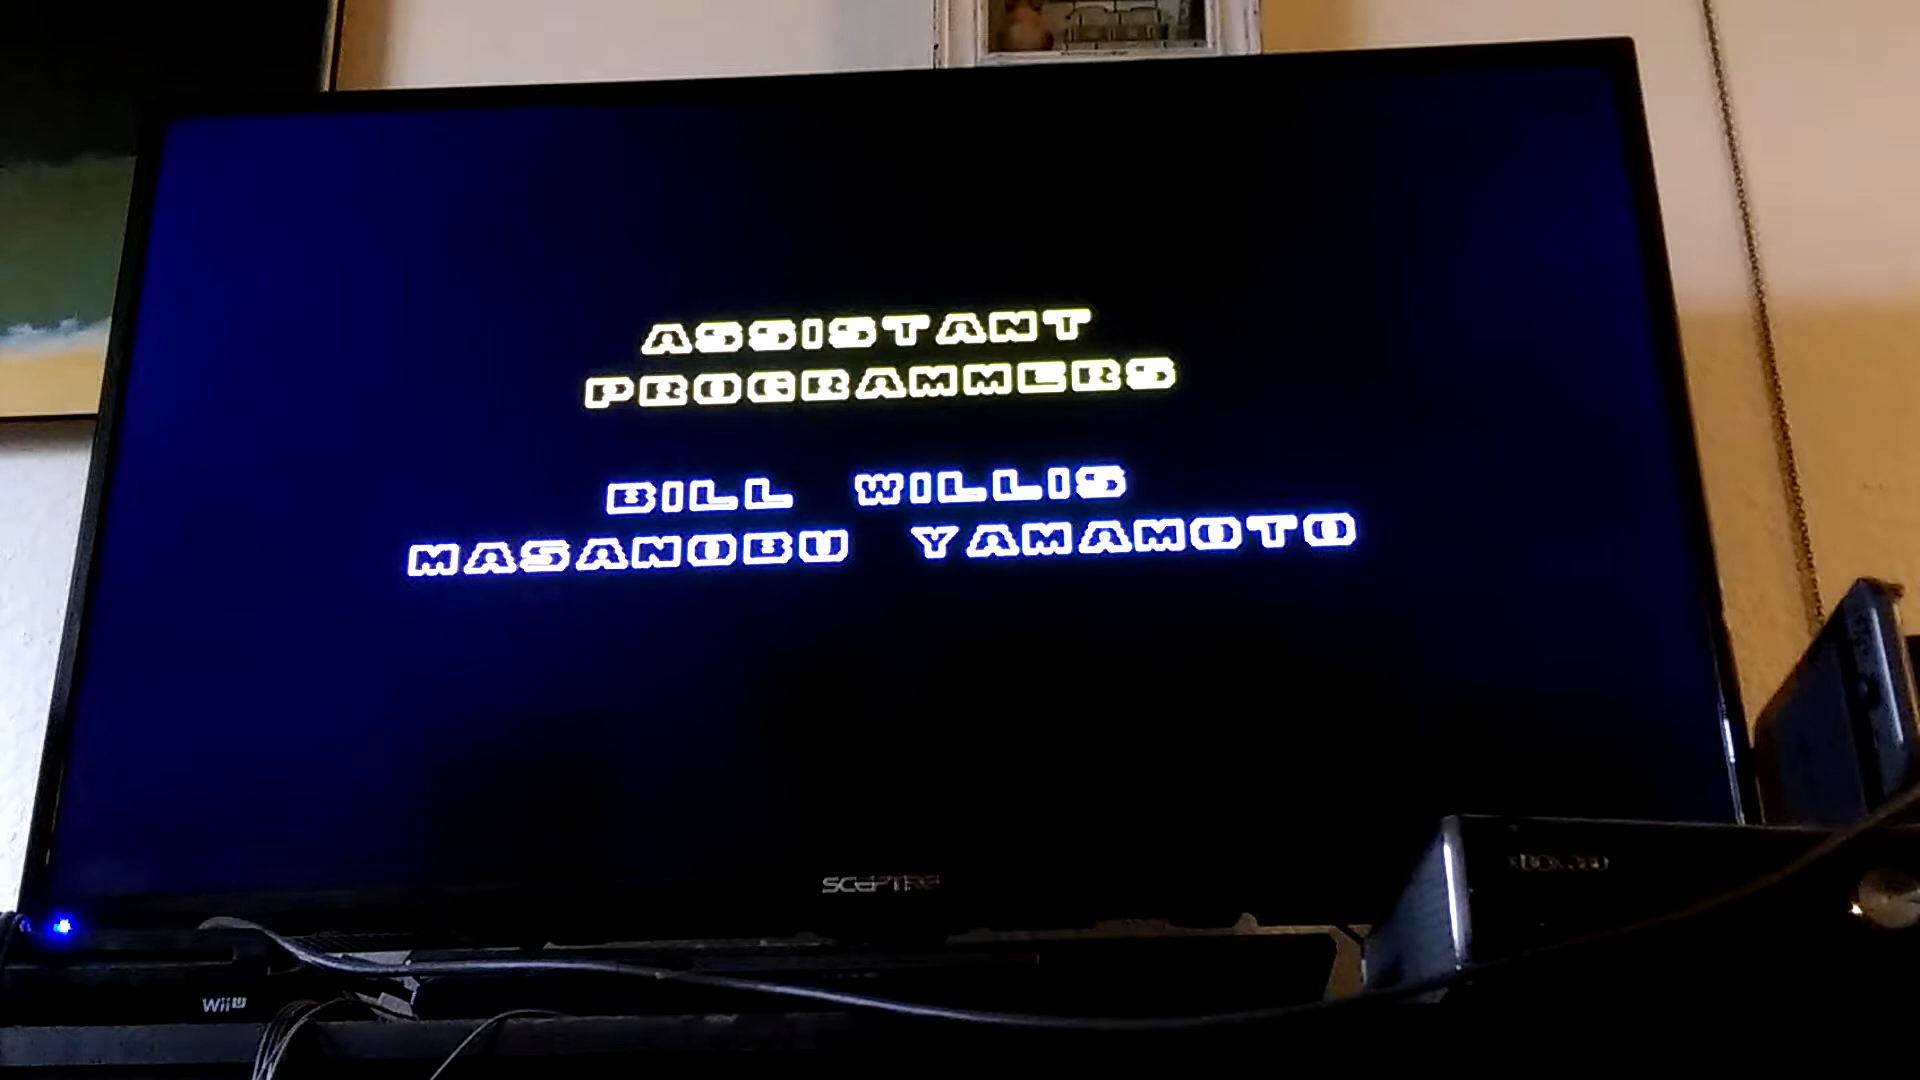 ASSISTANT
PROGRAMMERS
BILL WILLIS
MASANOBU YAMAMOTO
SCEPTRE
XBOX 360
Wii U